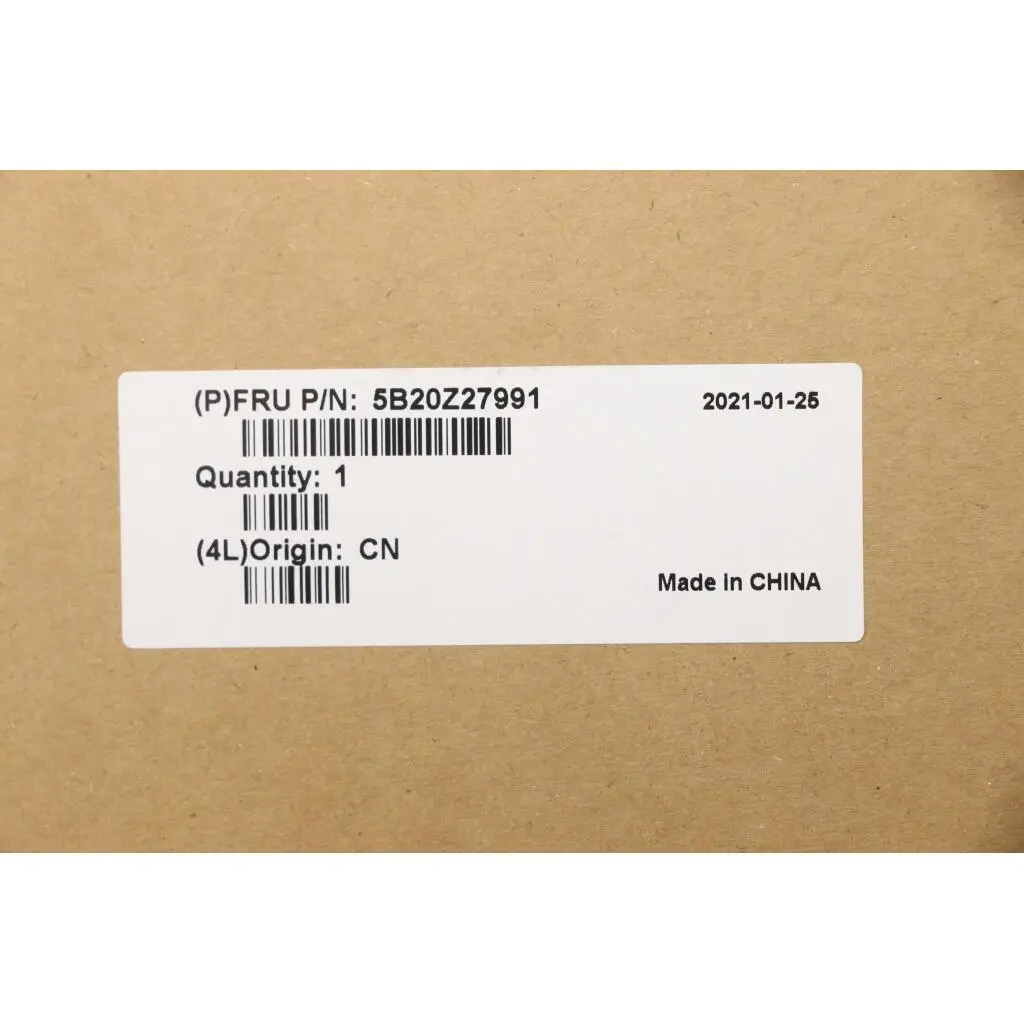 (P)FRU P/N: 5B20Z27991
2021-01-25
Quantity: 1
(4L)Origin: CN
Made in CHINA